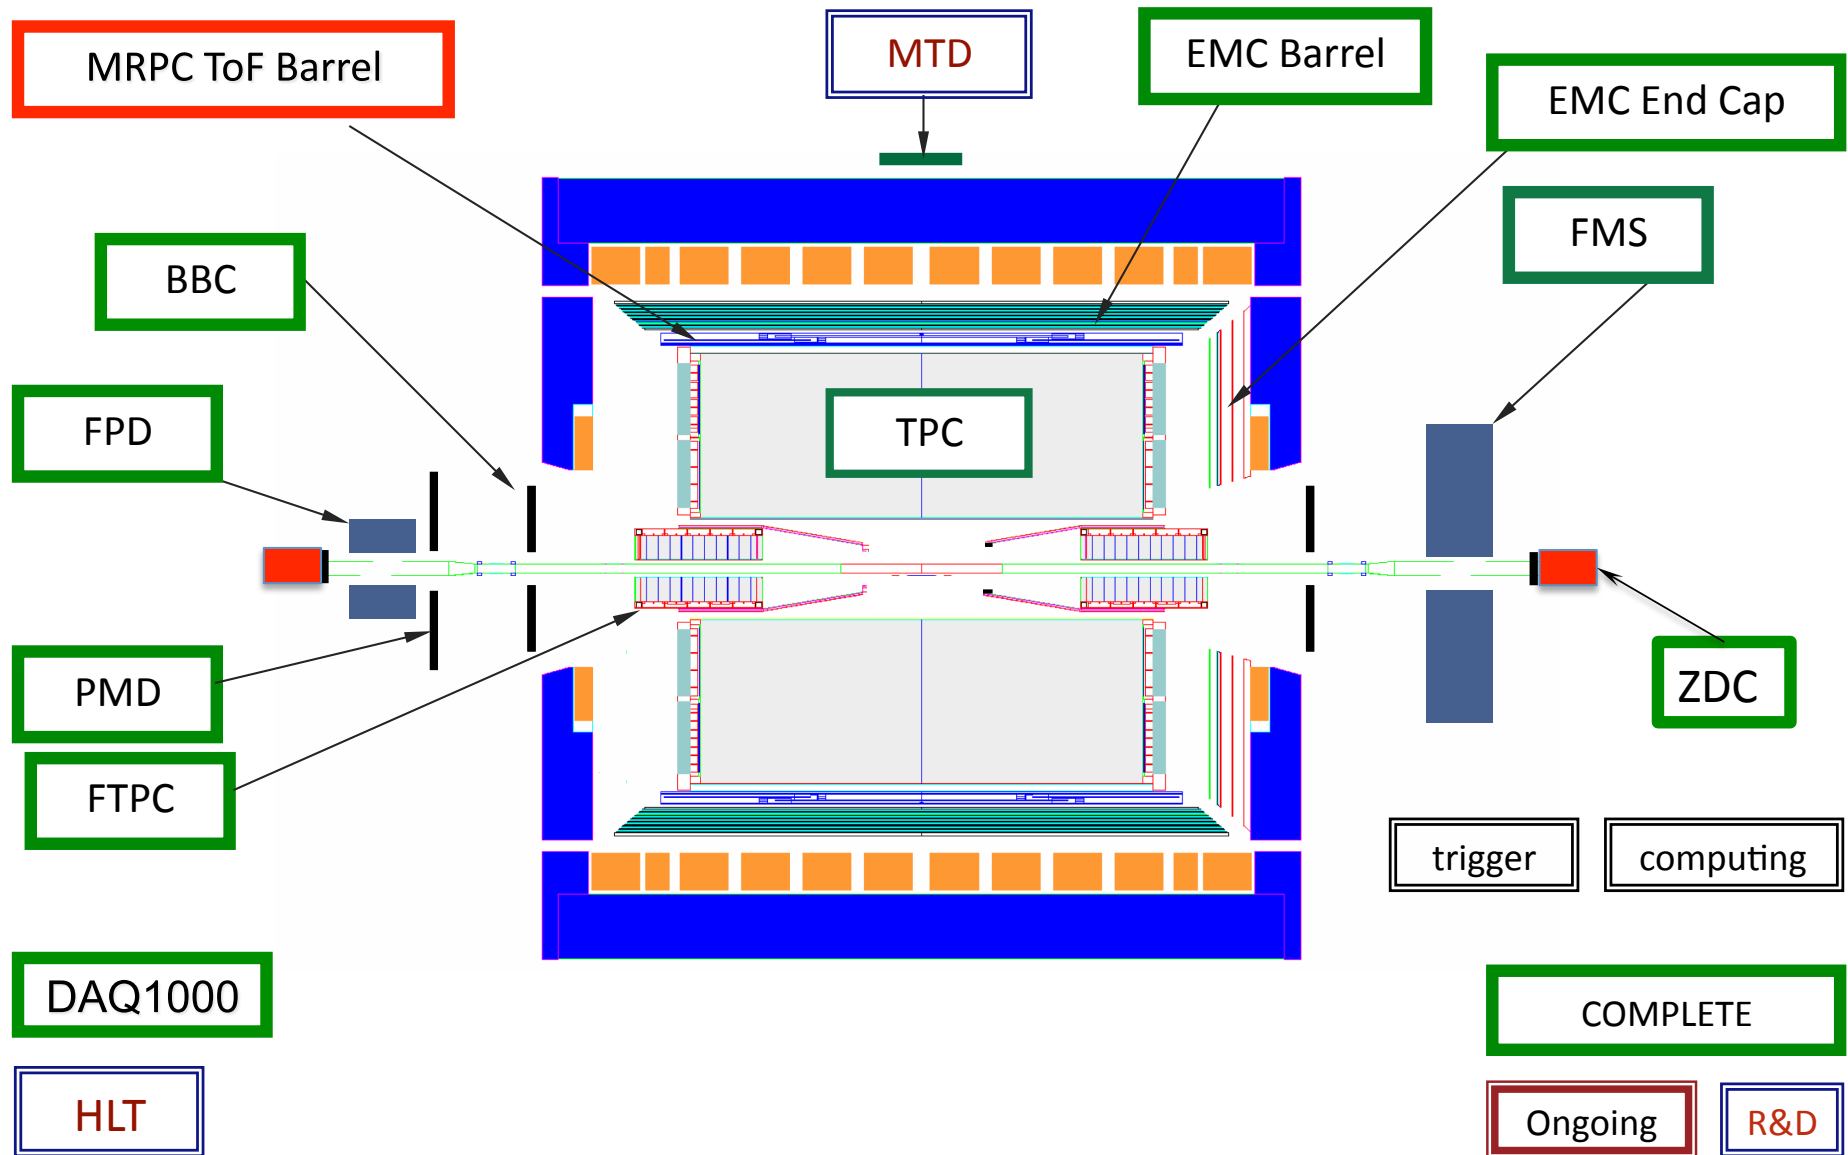 MRPC ToF Barrel
MTD
EMC Barrel
EMC End Cap
FMS
BBC
FPD
TPC
PMD
ZDC
FTPC
trigger
computing
DAQ1000
COMPLETE
HLT
Ongoing
R&D